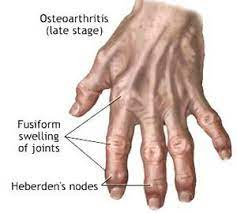 Osteoarthritis
(late stage)
Fusiform
swelling
of joints
Heberden's nodes